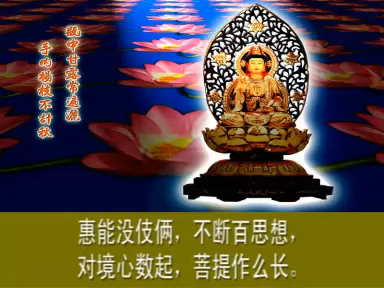 瓶中甘露常遍洒
手内杨枝不计秋
惠能没伎俩，不断百思想，
对境心数起，菩提作么长。